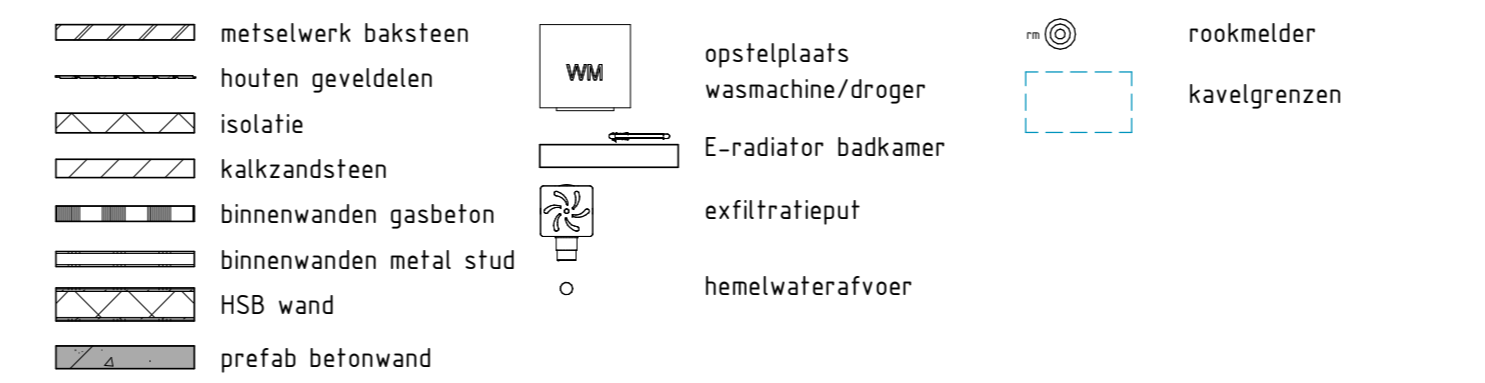 metselwerk baksteen
houten geveldelen
isolatie
kalkzandsteen
binnenwanden gasbeton
binnenwanden metal stud
HSB wand
prefab betonwand
WM
opstelplaats
wasmachine/droger
E-radiator badkamer
exfiltratieput
hemelwaterafvoer
rm
rookmelder
kavelgrenzen